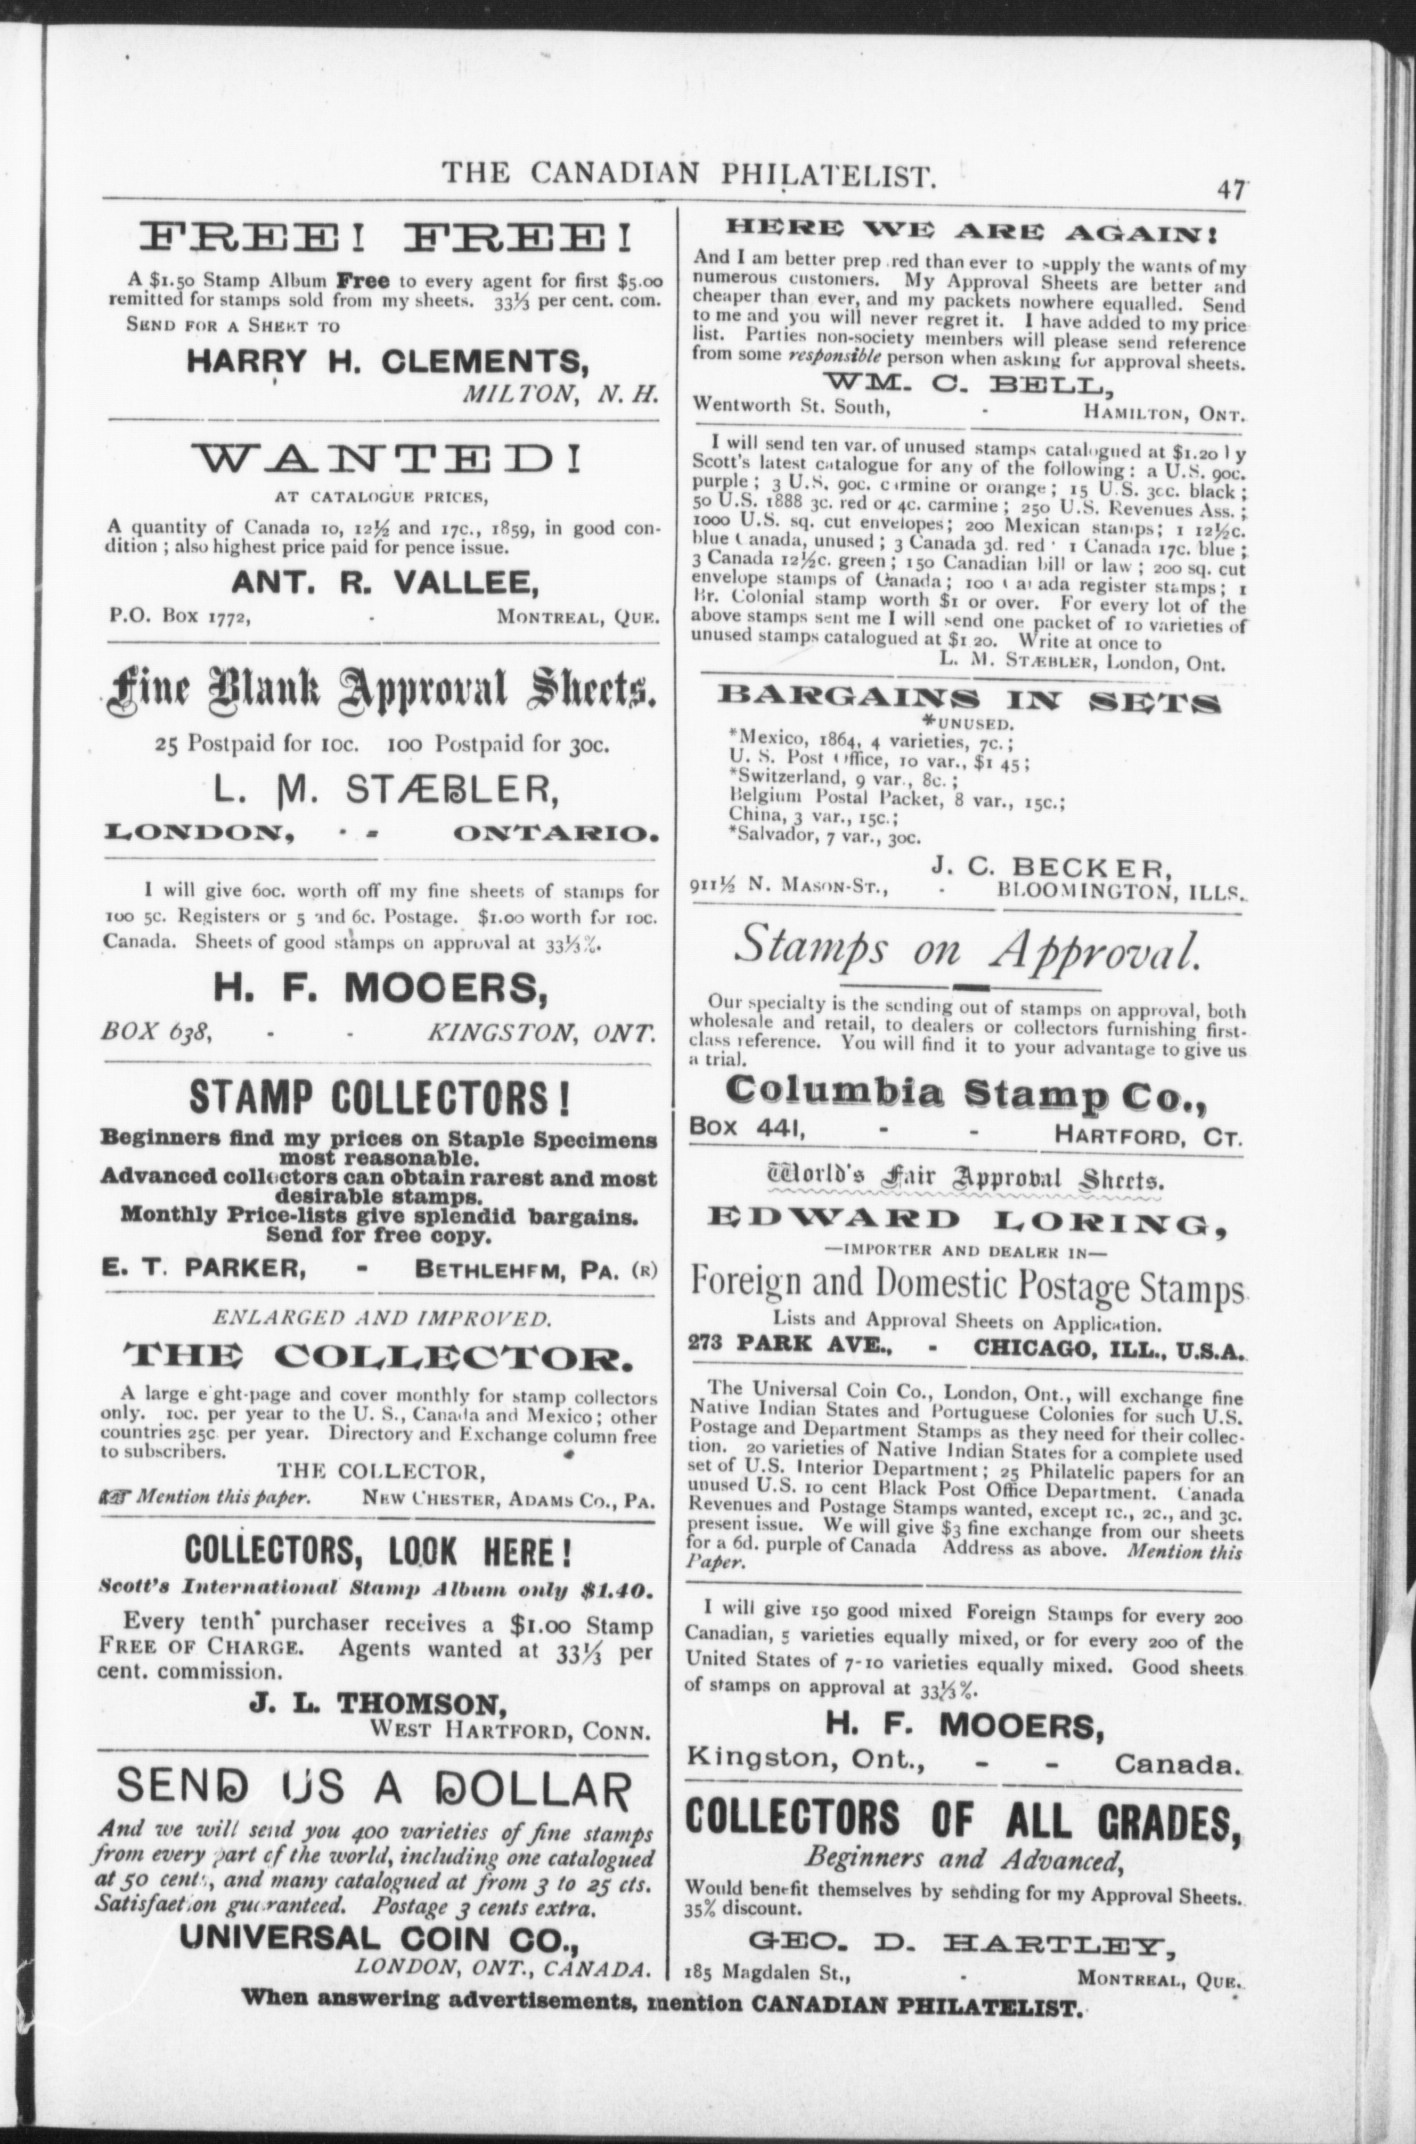 THE CANADIAN PHILATELIST.
47
FREE! FREE!
A $1.50 Stamp Album Free to every agent for first $5.00
remitted for stamps sold from my sheets. 33⅓ per cent. com.
SEND FOR A SHEET TO
HARRY H. CLEMENTS,
MILTON, N. H.
WANTED!
AT CATALOGUE PRICES,
A quantity of Canada 10, 12½ and 17c., 1859, in good con-
dition ; also highest price paid for pence issue.
ANT. R. VALLEE,
P.O. Box 1772, - MONTREAL, QUE.
Fine Blank Approval Sheets.
25 Postpaid for 10c. 100 Postpaid for 30c.
L. M. STÆBLER,
LONDON, - - ONTARIO.
I will give 60c. worth off my fine sheets of stamps for
100 5c. Registers or 5 and 6c. Postage. $1.00 worth for 10c.
Canada. Sheets of good stamps on approval at 33⅓%.
H. F. MOOERS,
BOX 638, - - KINGSTON, ONT.
STAMP COLLECTORS!
Beginners find my prices on Staple Specimens
most reasonable.
Advanced collectors can obtain rarest and most
desirable stamps.
Monthly Price-lists give splendid bargains.
Send for free copy.
E. T. PARKER, - BETHLEHEM, PA. (R)
ENLARGED AND IMPROVED.
THE COLLECTOR.
A large eight-page and cover monthly for stamp collectors
only. 10c. per year to the U. S., Canada and Mexico; other
countries 25c. per year. Directory and Exchange column free
to subscribers.
THE COLLECTOR,
☞ Mention this paper. NEW CHESTER, ADAMS CO., PA.
COLLECTORS, LOOK HERE!
Scott's International Stamp Album only $1.40.
Every tenth purchaser receives a $1.00 Stamp
FREE OF CHARGE. Agents wanted at 33⅓ per
cent. commission.
J. L. THOMSON,
WEST HARTFORD, CONN.
SEND US A DOLLAR
And we will send you 400 varieties of fine stamps
from every part of the world, including one catalogued
at 50 cents, and many catalogued at from 3 to 25 cts.
Satisfaction guaranteed. Postage 3 cents extra.
UNIVERSAL COIN CO.,
LONDON, ONT., CANADA.
HERE WE ARE AGAIN!
And I am better prepared than ever to supply the wants of my
numerous customers. My Approval Sheets are better and
cheaper than ever, and my packets nowhere equalled. Send
to me and you will never regret it. I have added to my price
list. Parties non-society members will please send reference
from some responsible person when asking for approval sheets.
WM. C. BELL,
Wentworth St. South, - HAMILTON, ONT.
I will send ten var. of unused stamps catalogued at $1.20 by
Scott's latest catalogue for any of the following: a U.S. 90c.
purple ; 3 U.S. 90c. carmine or orange; 15 U.S. 30c. black ;
50 U.S. 1888 3c. red or 4c. carmine ; 250 U.S. Revenues Ass. ;
1000 U.S. sq. cut envelopes; 200 Mexican stamps; 1 12½c.
blue Canada, unused ; 3 Canada 3d. red ; 1 Canada 17c. blue ;
3 Canada 12½c. green ; 150 Canadian bill or law ; 200 sq. cut
envelope stamps of Canada; 100 Canada register stamps; 1
Br. Colonial stamp worth $1 or over. For every lot of the
above stamps sent me I will send one packet of 10 varieties of
unused stamps catalogued at $1 20. Write at once to
L. M. STÆBLER, London, Ont.
BARGAINS IN SETS
*UNUSED.
*Mexico, 1864, 4 varieties, 7c. ;
U. S. Post Office, 10 var., $1 45 ;
*Switzerland, 9 var., 8c. ;
Belgium Postal Packet, 8 var., 15c.;
China, 3 var., 15c.;
*Salvador, 7 var., 30c.
J. C. BECKER,
911½ N. MASON-ST., - BLOOMINGTON, ILLS.
Stamps on Approval.
Our specialty is the sending out of stamps on approval, both
wholesale and retail, to dealers or collectors furnishing first-
class reference. You will find it to your advantage to give us
a trial.
Columbia Stamp Co.,
BOX 441, - - HARTFORD, CT.
World's Fair Approval Sheets.
EDWARD LORING,
—IMPORTER AND DEALER IN—
Foreign and Domestic Postage Stamps
Lists and Approval Sheets on Application.
273 PARK AVE., - CHICAGO, ILL., U.S.A.
The Universal Coin Co., London, Ont., will exchange fine
Native Indian States and Portuguese Colonies for such U.S.
Postage and Department Stamps as they need for their collec-
tion. 20 varieties of Native Indian States for a complete used
set of U.S. Interior Department ; 25 Philatelic papers for an
unused U.S. 10 cent Black Post Office Department. Canada
Revenues and Postage Stamps wanted, except 1c., 2c., and 3c.
present issue. We will give $3 fine exchange from our sheets
for a 6d. purple of Canada Address as above. Mention this
Paper.
I will give 150 good mixed Foreign Stamps for every 200
Canadian, 5 varieties equally mixed, or for every 200 of the
United States of 7-10 varieties equally mixed. Good sheets
of stamps on approval at 33⅓%.
H. F. MOOERS,
Kingston, Ont., - - Canada.
COLLECTORS OF ALL GRADES,
Beginners and Advanced,
Would benefit themselves by sending for my Approval Sheets.
35% discount.
GEO. D. HARTLEY,
185 Magdalen St., - MONTREAL, QUE.
When answering advertisements, mention CANADIAN PHILATELIST.